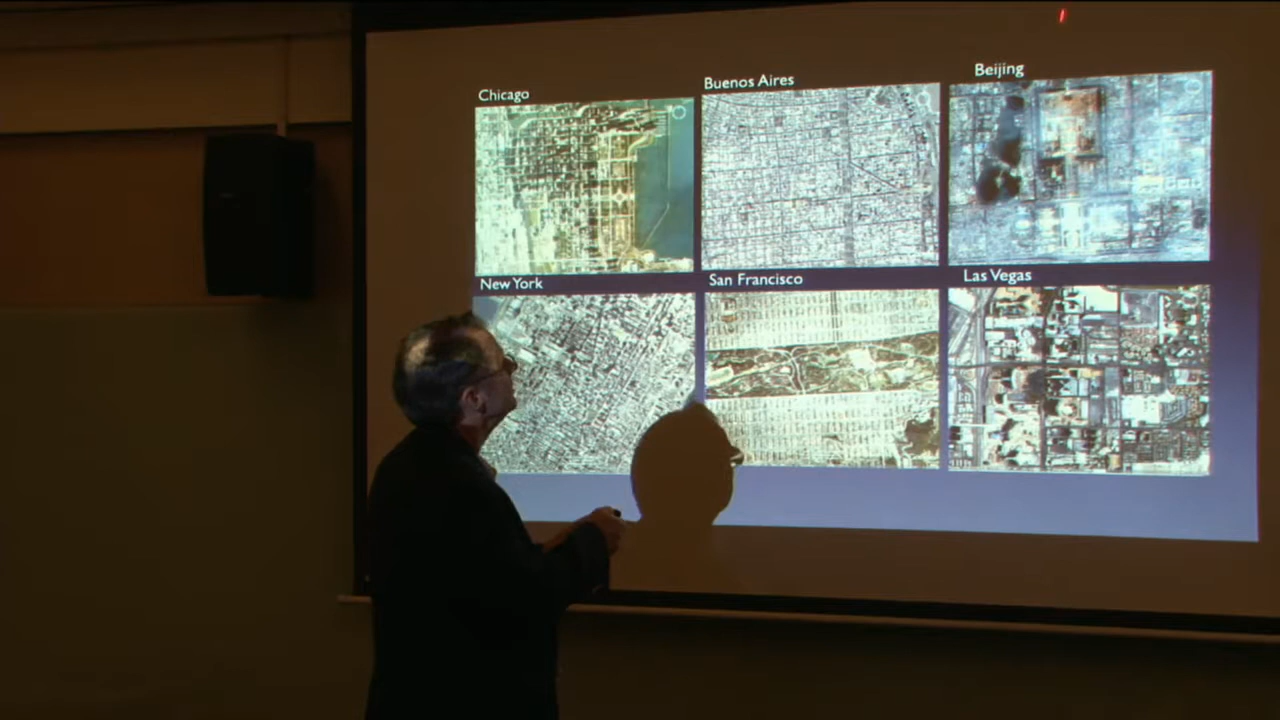 Chicago
Buenos Aires
Beijing
New York
San Francisco
Las Vegas